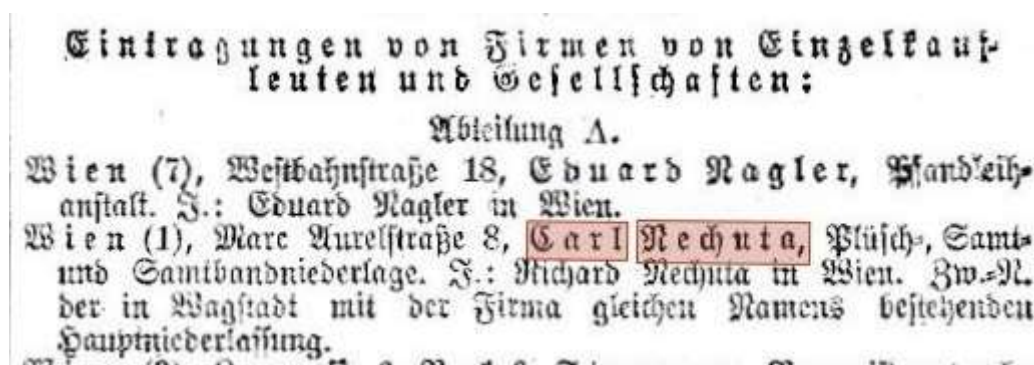 Eintragungen von Firmen von Einzelkauf-
leuten und Gesellschaften:
Abteilung A.
Wien (7), Westbahnstraße 18, Eduard Nagler, Pfandleih-
anstalt. J.: Eduard Nagler in Wien.
Wien (1), Marc Aurelstraße 8, Carl Nechuta, Plüsch-, Samt-
und Samtbandniederlage. J.: Richard Nechuta in Wien. Zw.-N.
der in Wagstadt mit der Firma gleichen Namens bestehenden
Hauptniederlassung.